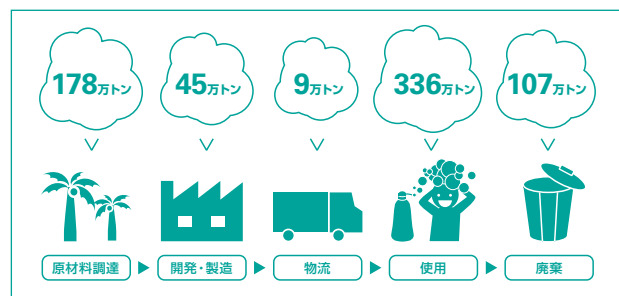 178万トン
45万トン
9万トン
336万トン
107万トン
原材料調達
開発・製造
物流
使用
廃棄